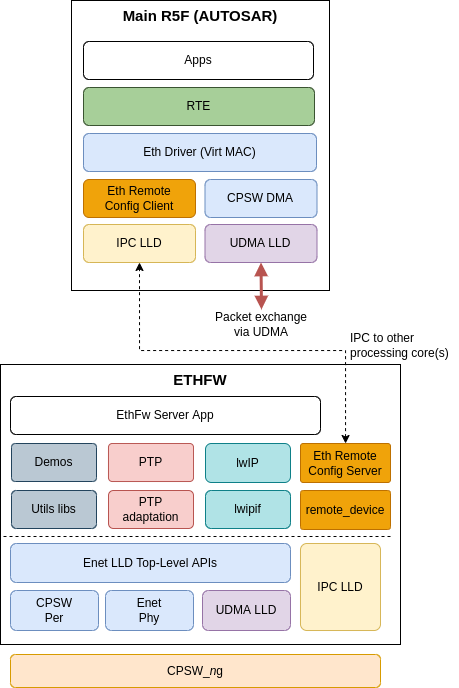 Main R5F (AUTOSAR)
Apps
RTE
Eth Driver (Virt MAC)
Eth Remote
Config Client
CPSW DMA
IPC LLD
UDMA LLD
Packet exchange
via UDMA
IPC to other
processing core(s)
ETHFW
EthFw Server App
Demos
PTP
lwIP
Eth Remote
Config Server
Utils libs
PTP
adaptation
lwipif
remote_device
Enet LLD Top-Level APIs
IPC LLD
CPSW
Per
Enet
Phy
UDMA LLD
CPSW_ng